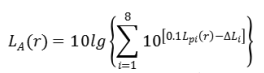 L_A(r) = 10lg{∑_{i=1}^{8} 10^{[0.1L_{pi}(r)−ΔL_i]}}